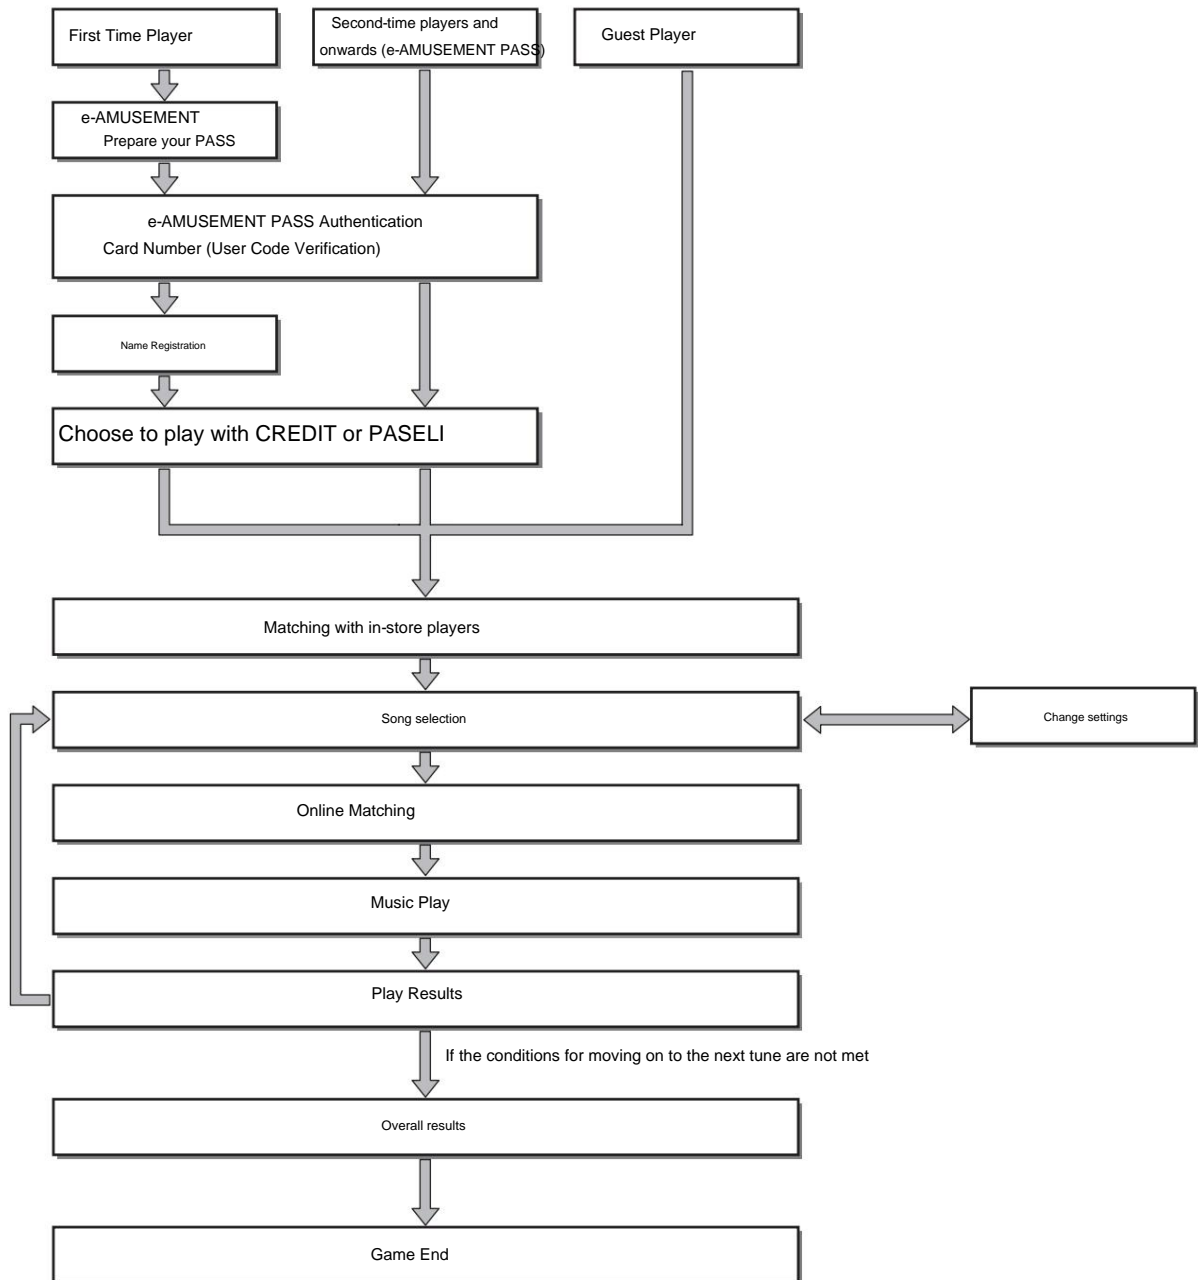 First Time Player
Second-time players and
onwards (e-AMUSEMENT PASS)
Guest Player
e-AMUSEMENT
Prepare your PASS
e-AMUSEMENT PASS Authentication
Card Number (User Code Verification)
Name Registration
Choose to play with CREDIT or PASELI
Matching with in-store players
Song selection
Change settings
Online Matching
Music Play
Play Results
If the conditions for moving on to the next tune are not met
Overall results
Game End